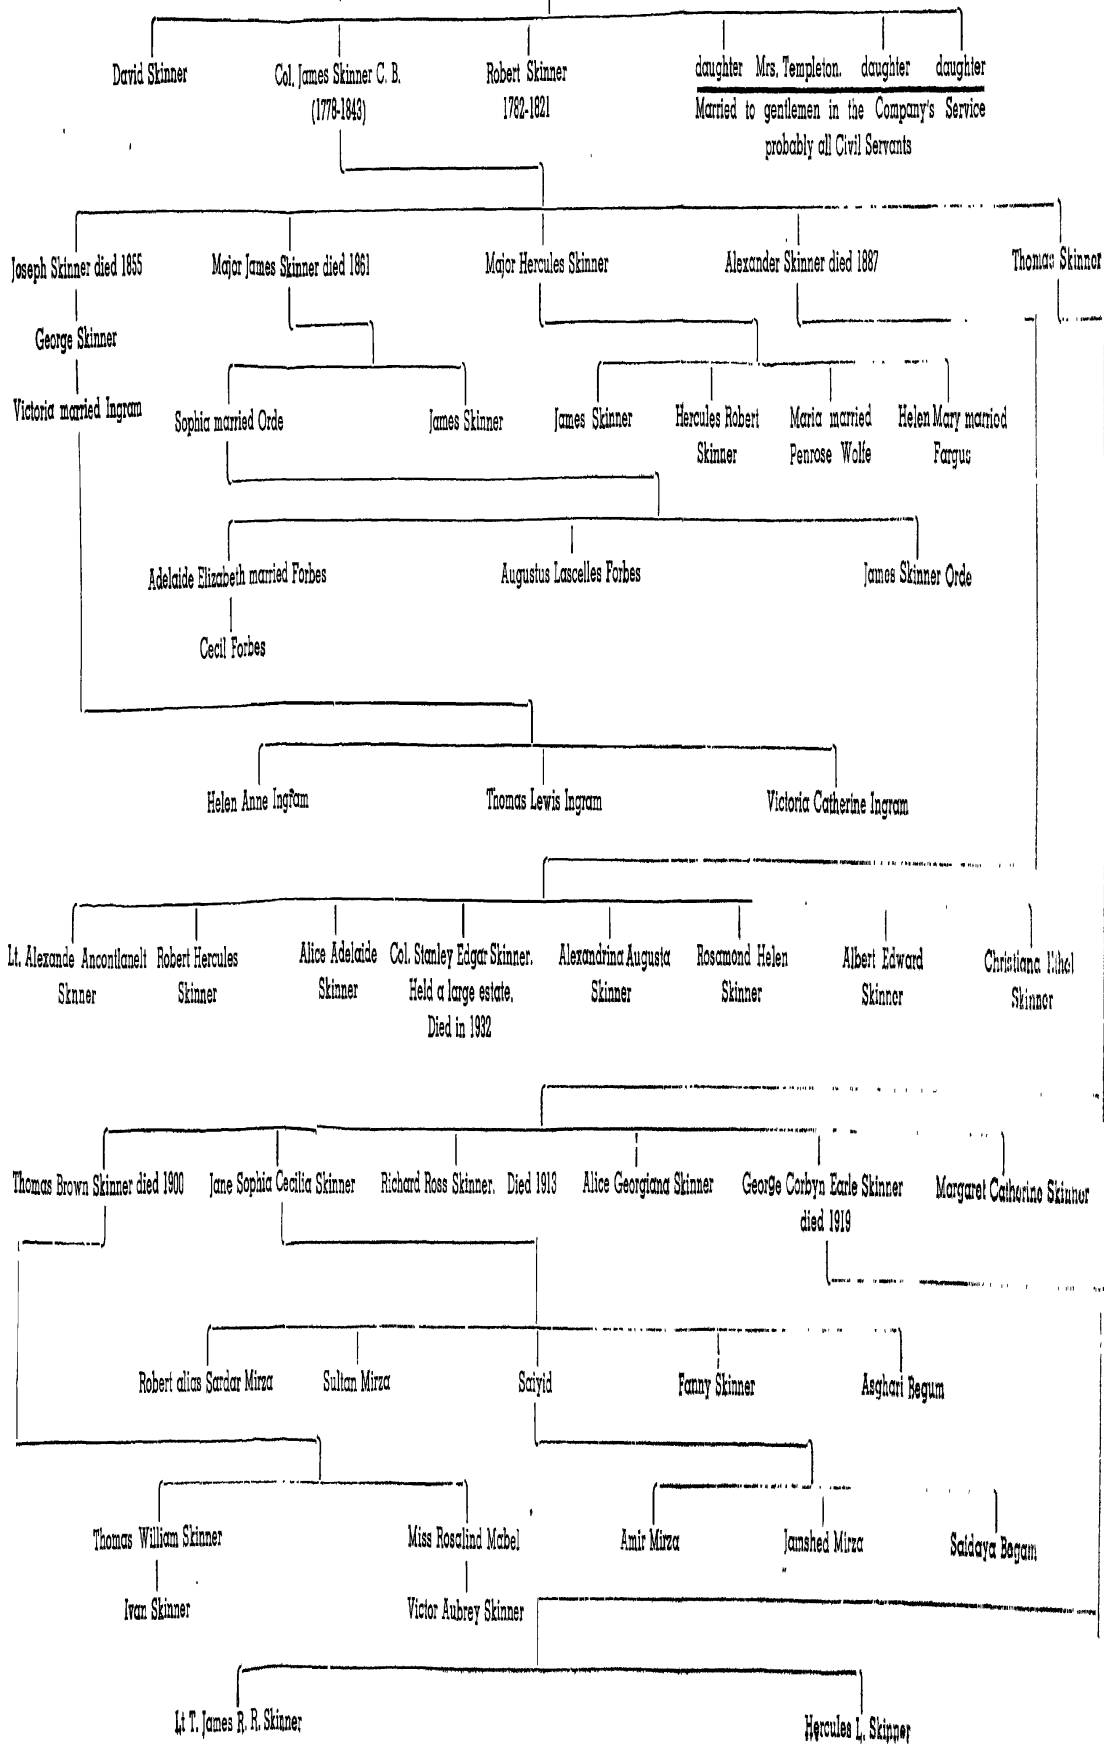 David Skinner
Col. James Skinner C. B.
(1778-1843)
Robert Skinner
1782-1821
daughter Mrs. Templeton. daughter daughter
Married to gentlemen in the Company's Service
probably all Civil Servants
Joseph Skinner died 1855
Major James Skinner died 1861
Major Hercules Skinner
Alexander Skinner died 1887
Thomas Skinner
George Skinner
Victoria married Ingram
Sophia married Orde
James Skinner
James Skinner
Hercules Robert
Skinner
Maria married
Penrose Wolfe
Helen Mary married
Fargus
Adelaide Elizabeth married Forbes
Augustus Lascelles Forbes
James Skinner Orde
Cecil Forbes
Helen Anne Ingram
Thomas Lewis Ingram
Victoria Catherine Ingram
Lt. Alexande Ancontlanelt
Sknner
Robert Hercules
Skinner
Alice Adelaide
Skinner
Col. Stanley Edgar Skinner.
Held a large estate.
Died in 1932
Alexandrina Augusta
Skinner
Rosamond Helen
Skinner
Albert Edward
Skinner
Christiana Ethel
Skinner
Thomas Brown Skinner died 1900
Jane Sophia Cecilia Skinner
Richard Ross Skinner. Died 1913
Alice Georgiana Skinner
George Corbyn Earle Skinner
died 1919
Margaret Catherine Skinner
Robert alias Sardar Mirza
Sultan Mirza
Saiyid
Fanny Skinner
Asghari Begum
Thomas William Skinner
Miss Rosalind Mabel
Amir Mirza
Jamshed Mirza
Saidaya Begam
Ivan Skinner
Victor Aubrey Skinner
Lt T. James R. R. Skinner
Hercules L. Skinner